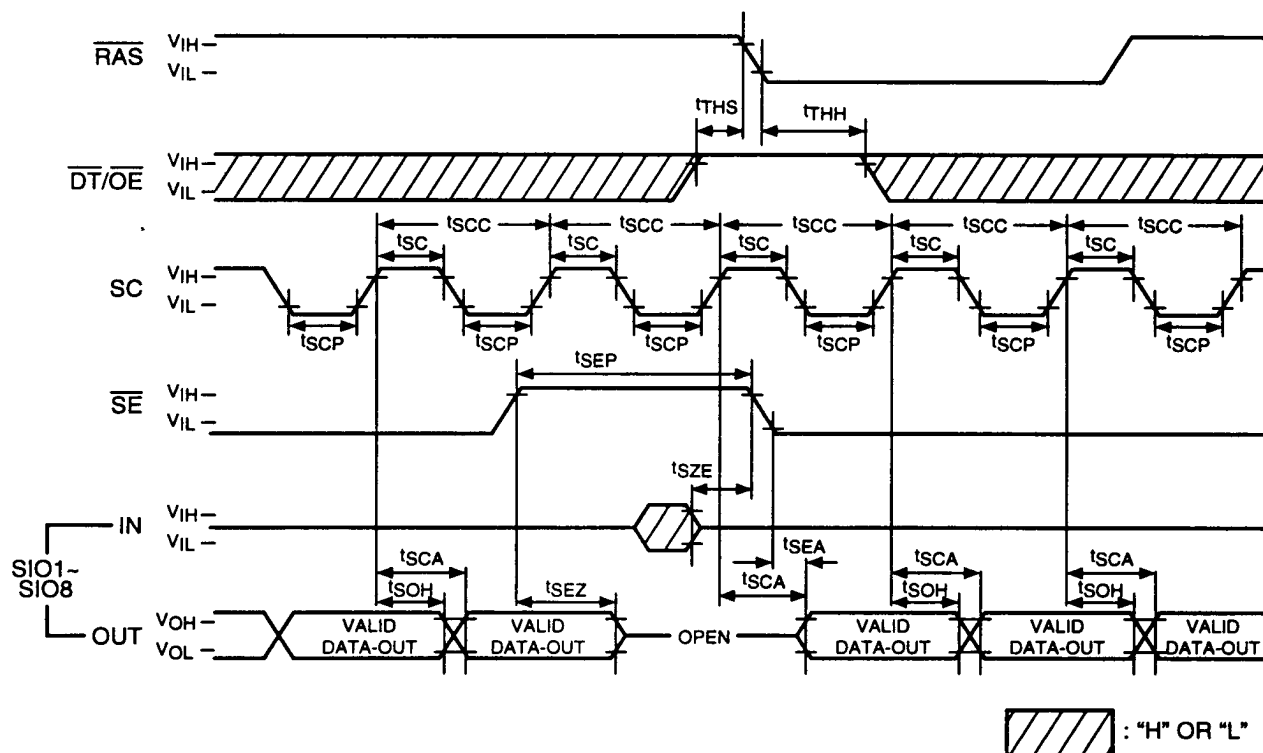 RAS VIH
VIL
tTHS tTHH
DT/OE VIH
VIL
tSCC tSCC tSCC tSCC tSCC
tSC tSC tSC tSC tSC
SC VIH
VIL
tSCP tSCP tSCP tSCP tSCP tSCP
tSEP
SE VIH
VIL
tSZE
IN VIH
VIL
SIO1~
SIO8
tSCA tSEA tSCA tSCA
tSOH tSEZ tSCA tSOH tSOH
OUT VOH
VOL
VALID DATA-OUT
VALID DATA-OUT
OPEN
VALID DATA-OUT
VALID DATA-OUT
VALID DATA-OUT
: "H" OR "L"